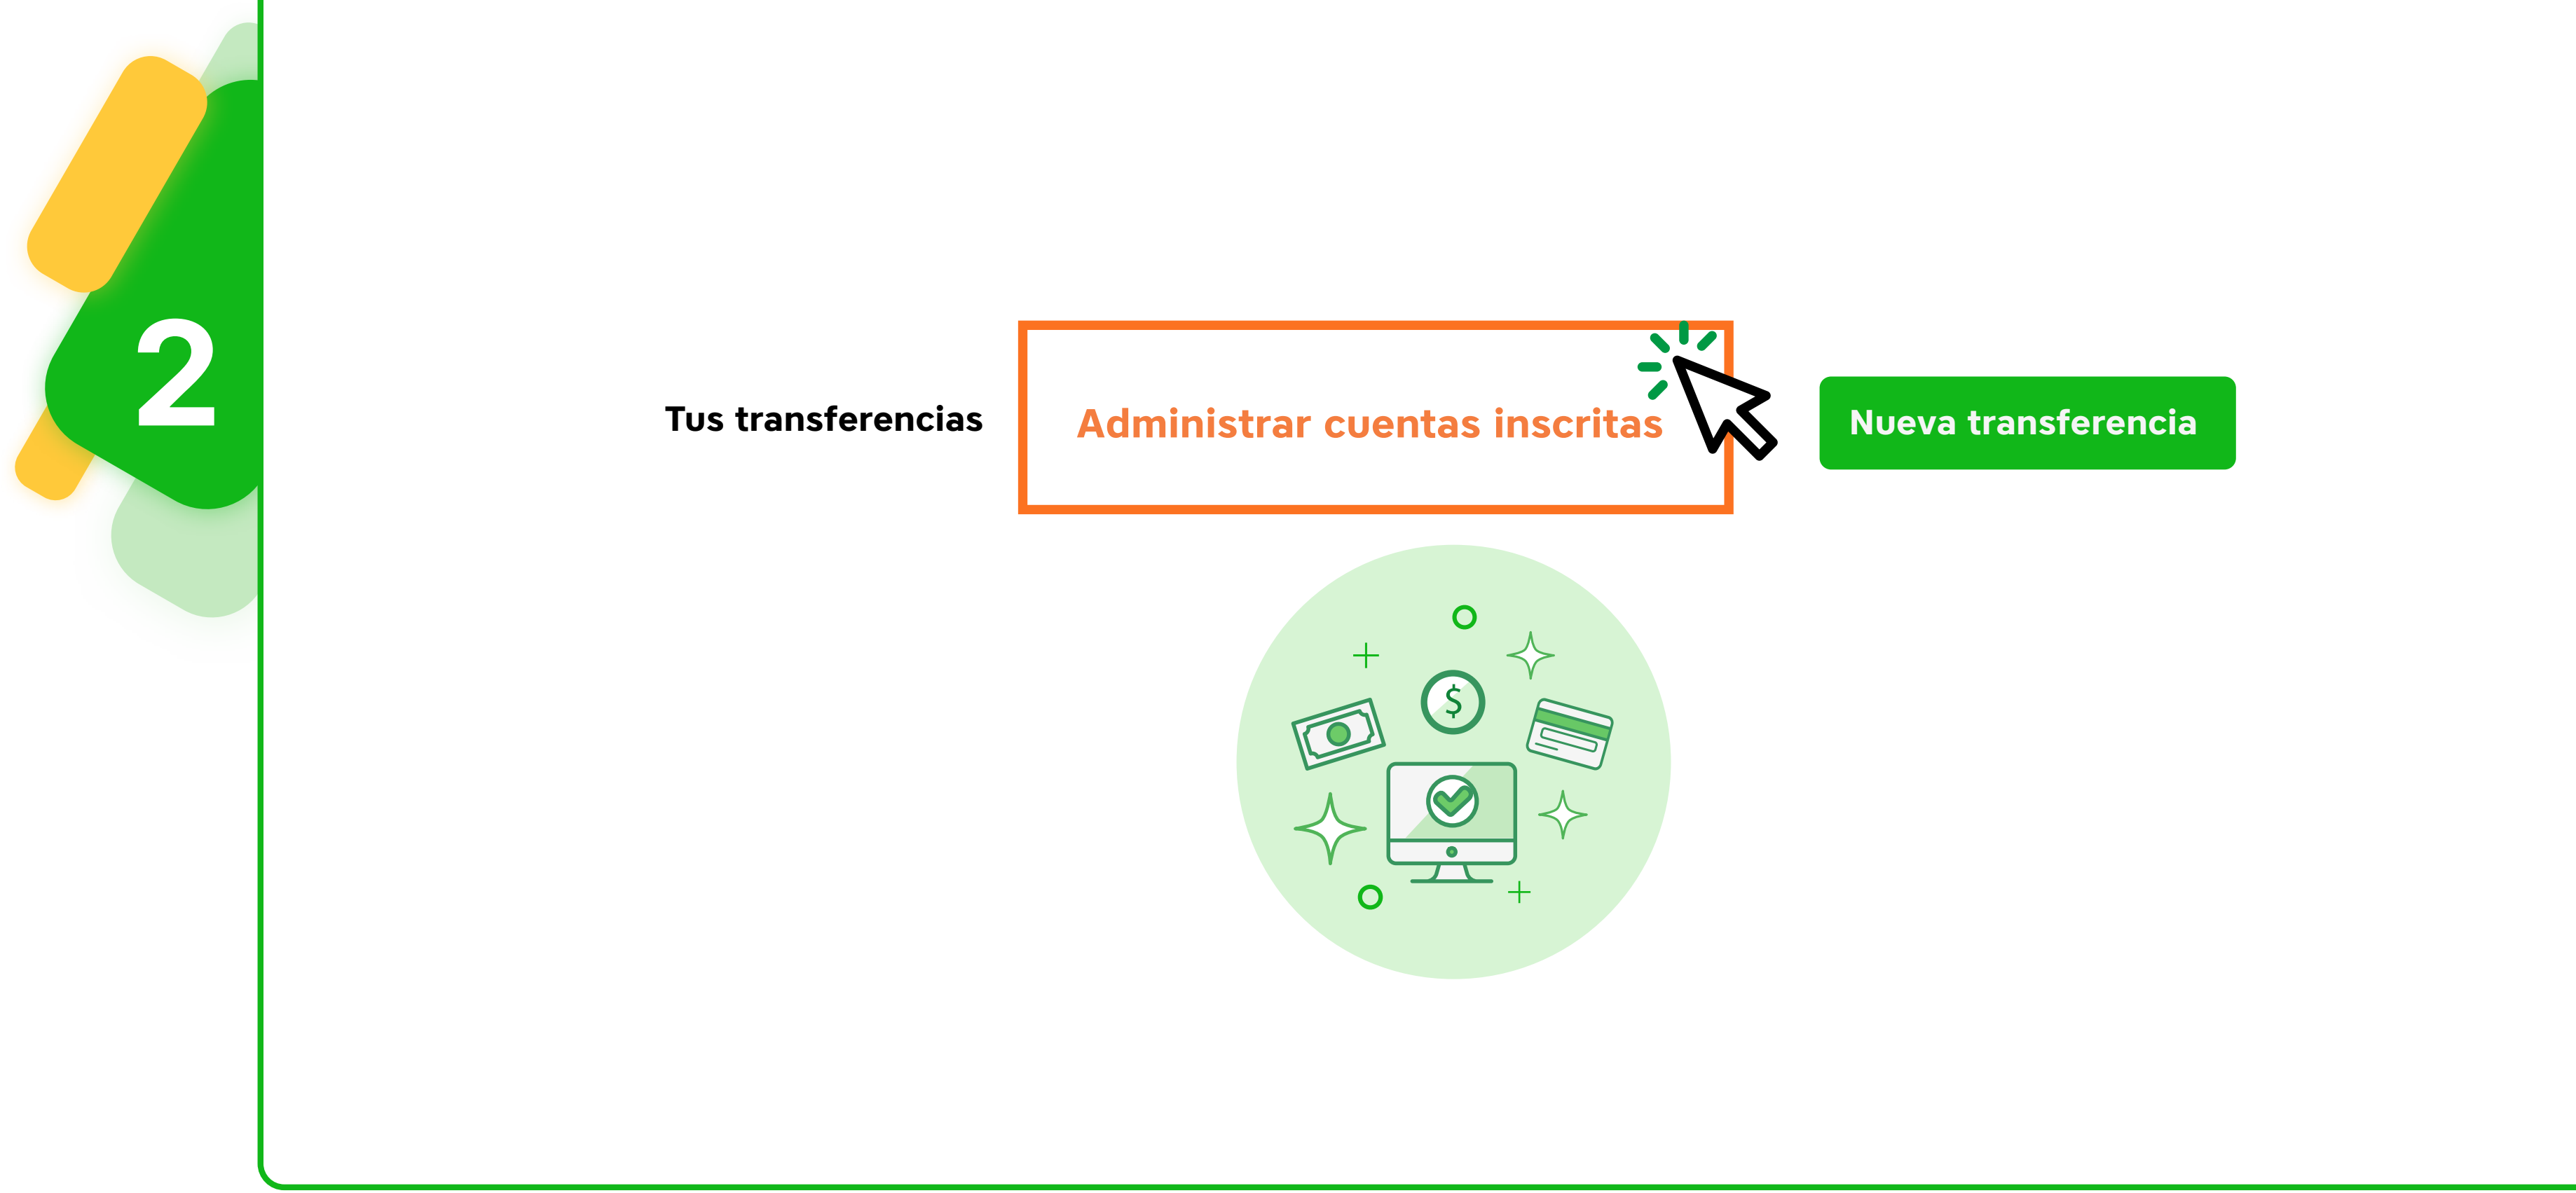 2
Tus transferencias
Administrar cuentas inscritas
Nueva transferencia
$